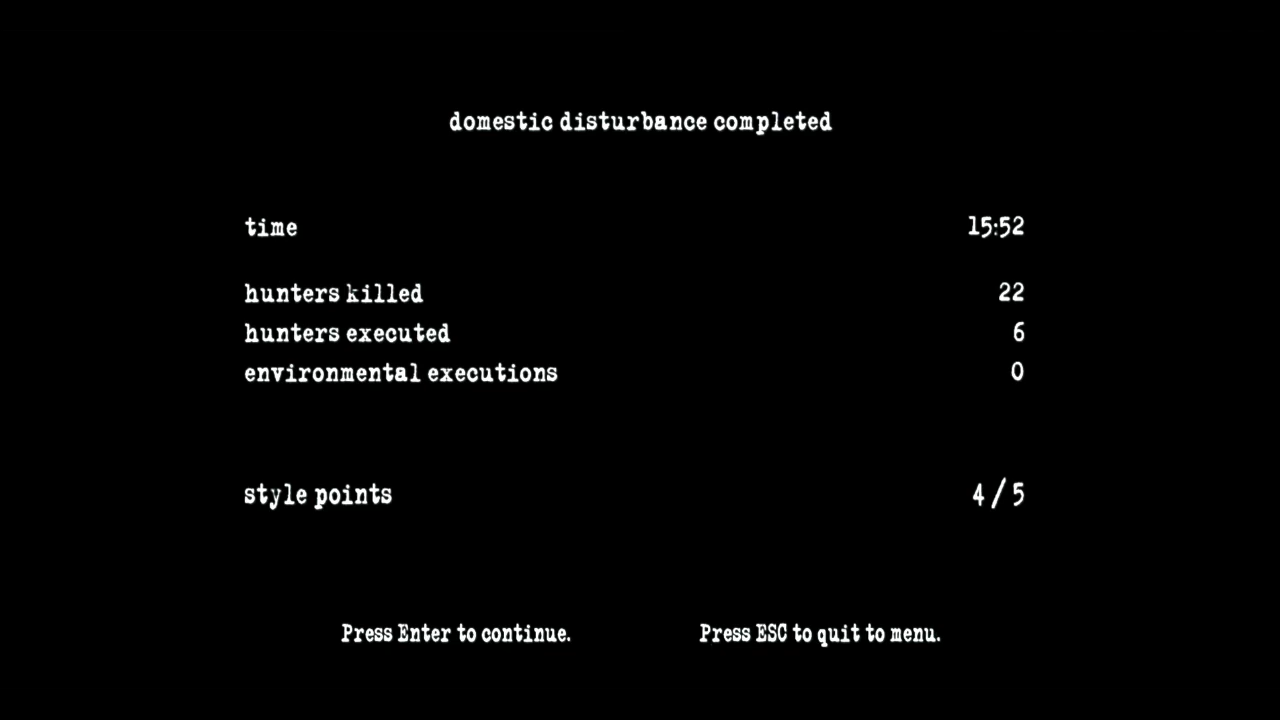 domestic disturbance completed
time 15:52
hunters killed 22
hunters executed 6
environmental executions 0
style points 4 / 5
Press Enter to continue. Press ESC to quit to menu.